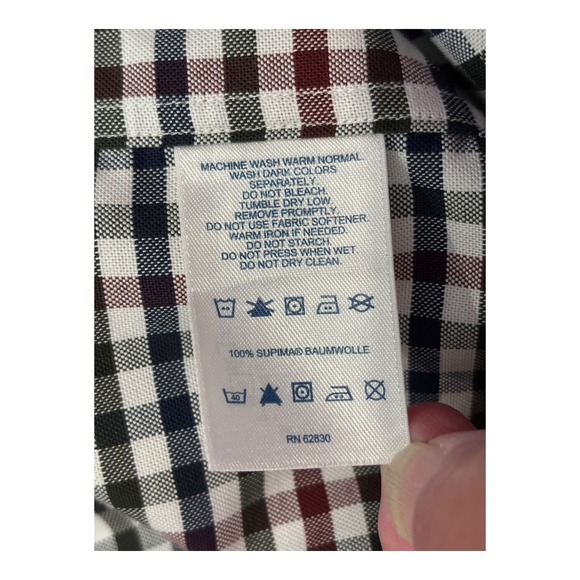 MACHINE WASH WARM NORMAL.
WASH DARK COLORS
SEPARATELY.
DO NOT BLEACH.
TUMBLE DRY LOW.
REMOVE PROMPTLY.
DO NOT USE FABRIC SOFTENER.
WARM IRON IF NEEDED.
DO NOT STARCH.
DO NOT PRESS WHEN WET.
DO NOT DRY CLEAN.
100% SUPIMA® BAUMWOLLE
40
RN 62830